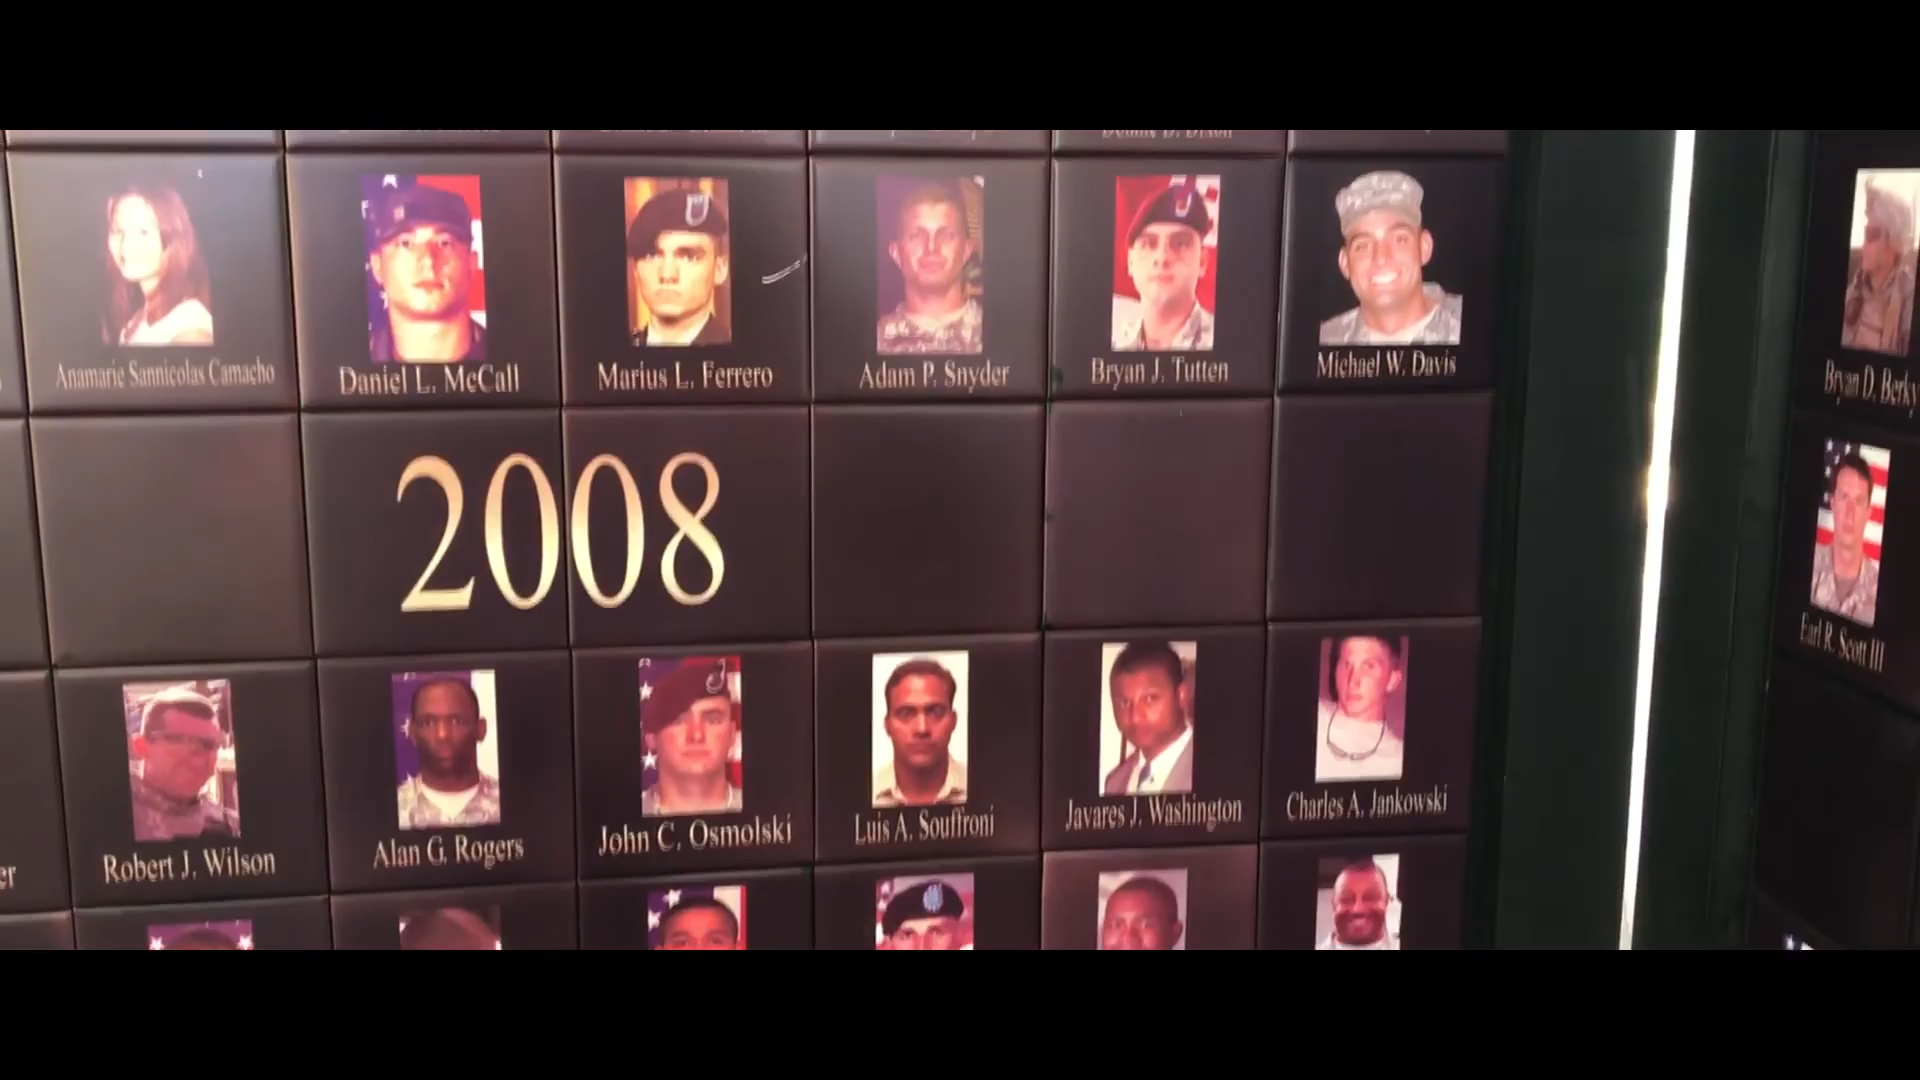 Anamarie Sannicolas Camacho
Daniel L. McCall
Marius L. Ferrero
Adam P. Snyder
Bryan J. Tutten
Michael W. Davis
Bryan D. Berky
2008
Earl R. Scott III
er
Robert J. Wilson
Alan G. Rogers
John C. Osmolski
Luis A. Souffroni
Javares J. Washington
Charles A. Jankowski